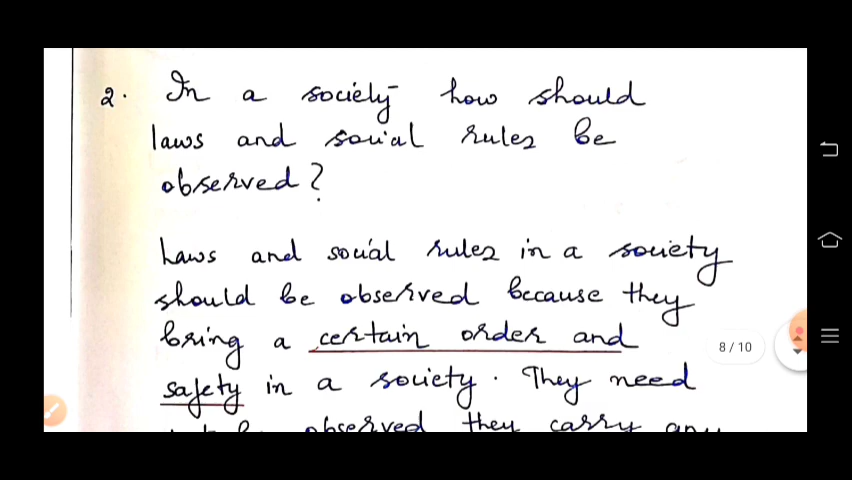 2. In a society how should
laws and social rules be
observed?
Laws and social rules in a society
should be observed because they
bring a certain order and
safety in a society. They need
observed they carry any
8 / 10